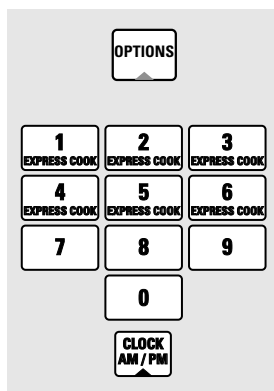 OPTIONS
1 2 3
EXPRESS COOK EXPRESS COOK EXPRESS COOK
4 5 6
EXPRESS COOK EXPRESS COOK EXPRESS COOK
7 8 9
0
CLOCK
AM / PM